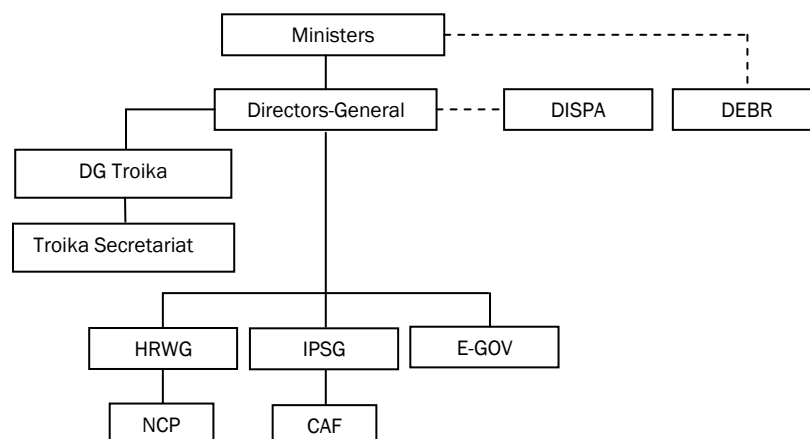 Ministers
Directors-General
DISPA
DEBR
DG Troika
Troika Secretariat
HRWG
IPSG
E-GOV
NCP
CAF